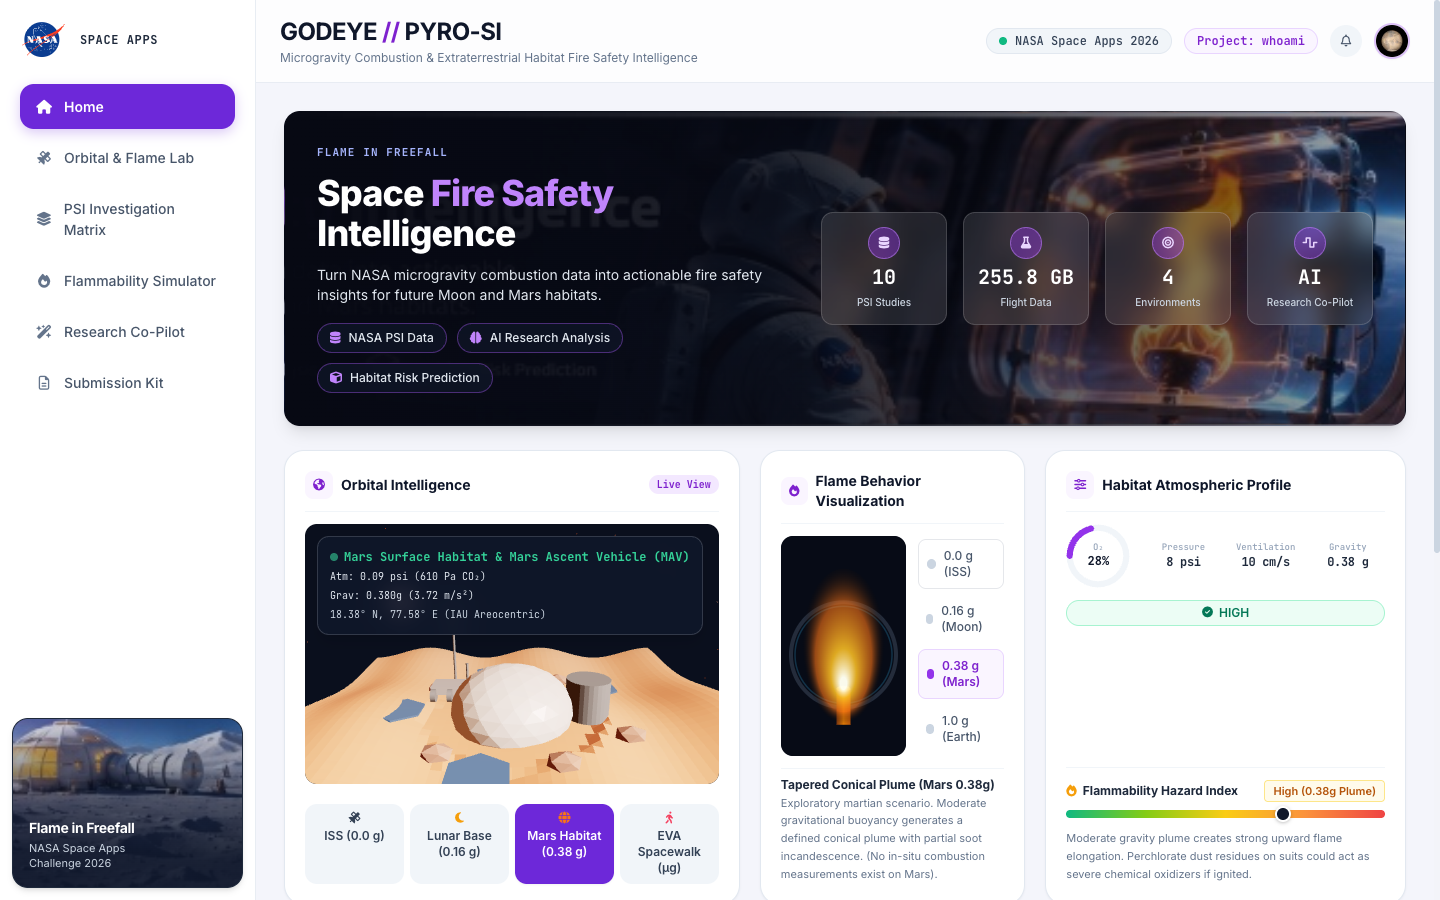 NASA
SPACE APPS
Home
Orbital & Flame Lab
PSI Investigation
Matrix
Flammability Simulator
Research Co-Pilot
Submission Kit
Flame in Freefall
NASA Space Apps
Challenge 2026
GODEYE // PYRO-SI
Microgravity Combustion & Extraterrestrial Habitat Fire Safety Intelligence
NASA Space Apps 2026
Project: whoami
FLAME IN FREEFALL
Space Fire Safety
Intelligence
Turn NASA microgravity combustion data into actionable fire safety
insights for future Moon and Mars habitats.
NASA PSI Data
AI Research Analysis
Habitat Risk Prediction
10
PSI Studies
255.8 GB
Flight Data
4
Environments
AI
Research Co-Pilot
Orbital Intelligence
Live View
Mars Surface Habitat & Mars Ascent Vehicle (MAV)
Atm: 0.09 psi (610 Pa CO₂)
Grav: 0.380g (3.72 m/s²)
18.38° N, 77.58° E (IAU Areocentric)
ISS (0.0 g)
Lunar Base
(0.16 g)
Mars Habitat
(0.38 g)
EVA
Spacewalk
(µg)
Flame Behavior
Visualization
0.0 g
(ISS)
0.16 g
(Moon)
0.38 g
(Mars)
1.0 g
(Earth)
Tapered Conical Plume (Mars 0.38g)
Exploratory martian scenario. Moderate
gravitational buoyancy generates a
defined conical plume with partial soot
incandescence. (No in-situ combustion
measurements exist on Mars).
Habitat Atmospheric Profile
O₂
28%
Pressure
8 psi
Ventilation
10 cm/s
Gravity
0.38 g
HIGH
Flammability Hazard Index
High (0.38g Plume)
Moderate gravity plume creates strong upward flame
elongation. Perchlorate dust residues on suits could act as
severe chemical oxidizers if ignited.